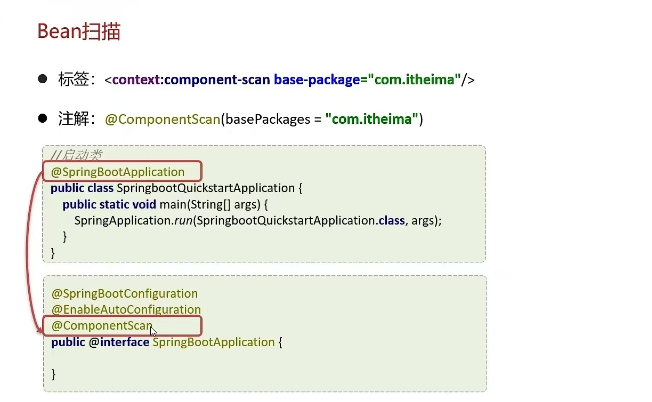 Bean扫描
● 标签：<context:component-scan base-package="com.itheima"/>
● 注解：@ComponentScan(basePackages = "com.itheima")
//启动类
@SpringBootApplication
public class SpringbootQuickstartApplication {
public static void main(String[] args) {
SpringApplication.run(SpringbootQuickstartApplication.class, args);
}
}
@SpringBootConfiguration
@EnableAutoConfiguration
@ComponentScan
public @interface SpringBootApplication {
}